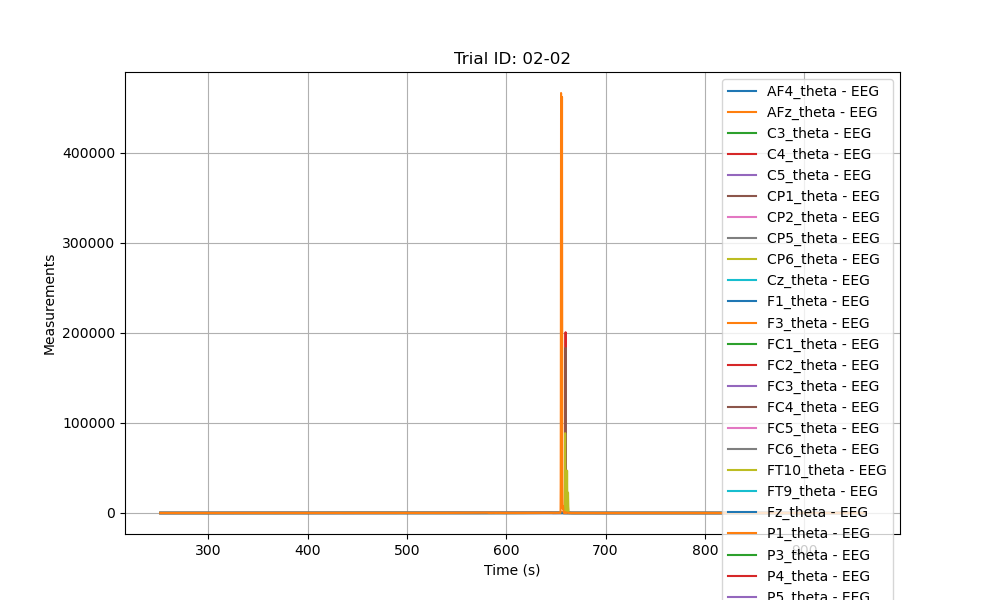 Trial ID: 02-02
Measurements
400000
300000
200000
100000
0
300
400
500
600
700
800
900
Time (s)
AF4_theta - EEG
AFz_theta - EEG
C3_theta - EEG
C4_theta - EEG
C5_theta - EEG
CP1_theta - EEG
CP2_theta - EEG
CP5_theta - EEG
CP6_theta - EEG
Cz_theta - EEG
F1_theta - EEG
F3_theta - EEG
FC1_theta - EEG
FC2_theta - EEG
FC3_theta - EEG
FC4_theta - EEG
FC5_theta - EEG
FC6_theta - EEG
FT10_theta - EEG
FT9_theta - EEG
Fz_theta - EEG
P1_theta - EEG
P3_theta - EEG
P4_theta - EEG
P5_theta - EEG